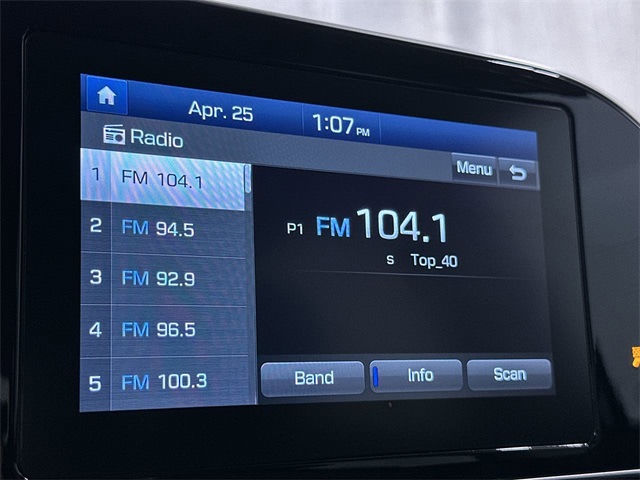 Apr. 25 1:07 PM
Radio
Menu
1 FM 104.1
2 FM 94.5
3 FM 92.9
4 FM 96.5
5 FM 100.3
P1 FM 104.1
s Top_40
Band Info Scan